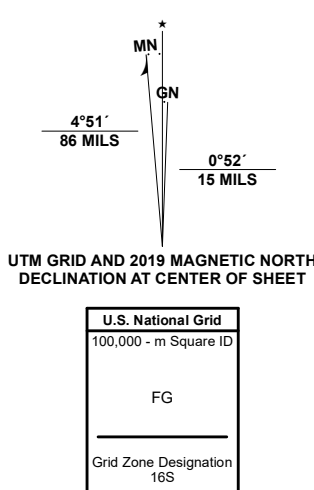 MN
GN
4°51´
86 MILS
0°52´
15 MILS
UTM GRID AND 2019 MAGNETIC NORTH
DECLINATION AT CENTER OF SHEET
U.S. National Grid
100,000 - m Square ID
FG
Grid Zone Designation
16S